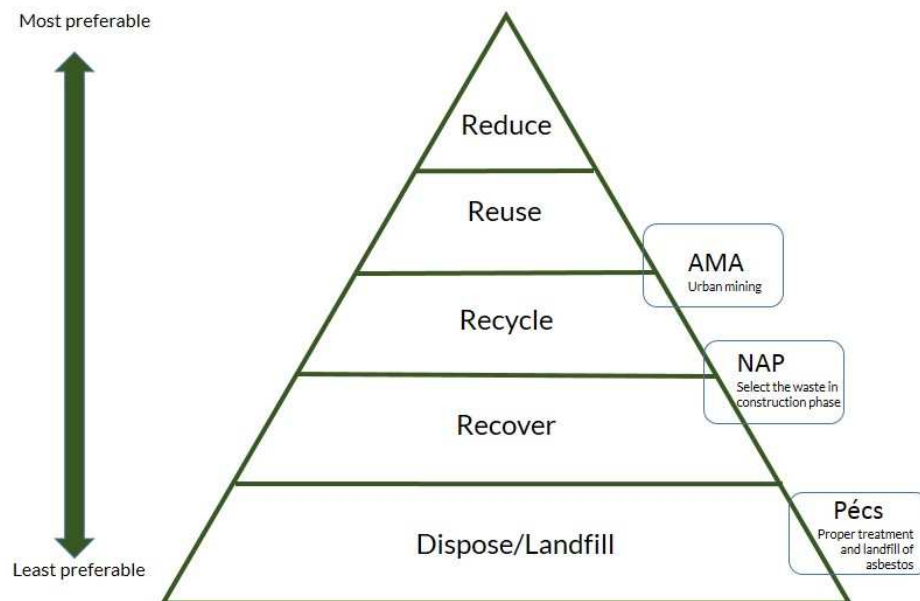 Most preferable
Reduce
Reuse
AMA
Urban mining
Recycle
NAP
Select the waste in
construction phase
Recover
Pécs
Proper treatment
and landfill of
asbestos
Dispose/Landfill
Least preferable